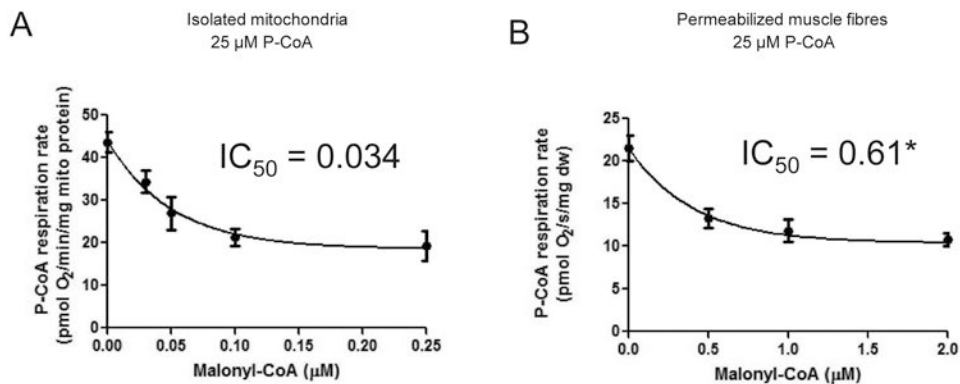 A
Isolated mitochondria
25 µM P-CoA
P-CoA respiration rate
(pmol O₂/min/mg mito protein)
50
40
30
20
10
0
IC₅₀ = 0.034
0.00
0.05
0.10
0.15
0.20
0.25
Malonyl-CoA (µM)
B
Permeabilized muscle fibres
25 µM P-CoA
P-CoA respiration rate
(pmol O₂/s/mg dw)
25
20
15
10
5
0
IC₅₀ = 0.61*
0.0
0.5
1.0
1.5
2.0
Malonyl-CoA (µM)